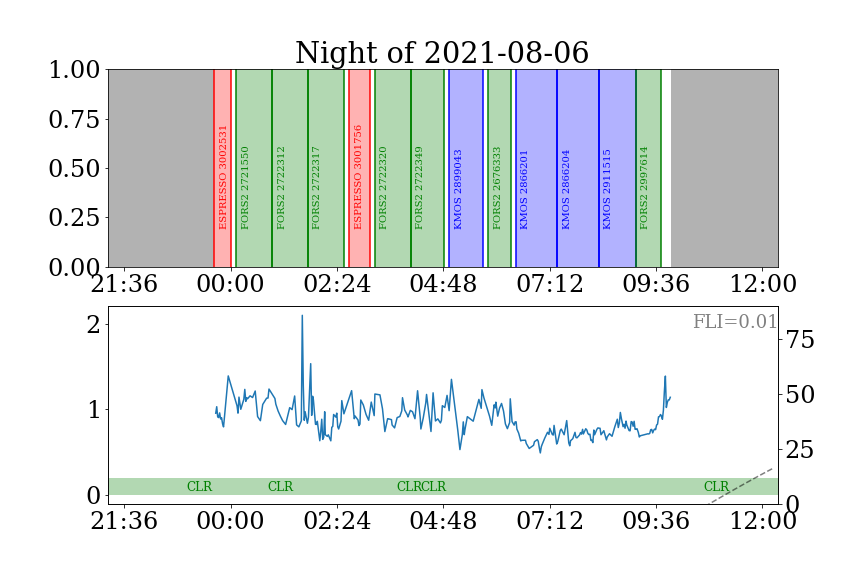 Night of 2021-08-06
1.00
0.75
0.50
0.25
0.00
ESPRESSO 3002531
FORS2 2721550
FORS2 2722312
FORS2 2722317
ESPRESSO 3001756
FORS2 2722320
FORS2 2722349
KMOS 2899043
FORS2 2676333
KMOS 2866201
KMOS 2866204
KMOS 2911515
FORS2 2997614
21:36 00:00 02:24 04:48 07:12 09:36 12:00
FLI=0.01
2
1
0
75
50
25
0
CLR CLR CLR CLR CLR
21:36 00:00 02:24 04:48 07:12 09:36 12:00